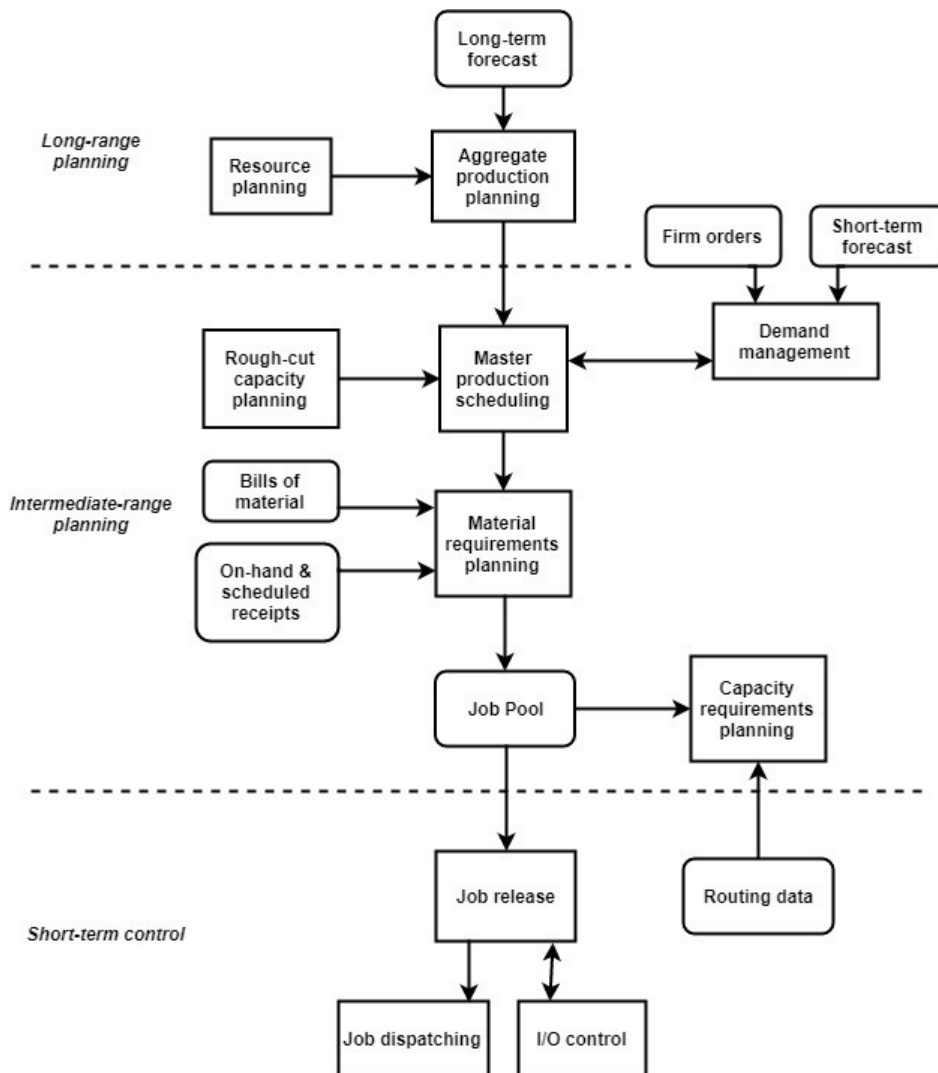 Long-term
forecast
Long-range
planning
Resource
planning
Aggregate
production
planning
Firm orders
Short-term
forecast
Rough-cut
capacity
planning
Master
production
scheduling
Demand
management
Intermediate-range
planning
Bills of
material
On-hand &
scheduled
receipts
Material
requirements
planning
Job Pool
Capacity
requirements
planning
Short-term control
Job release
Routing data
Job dispatching
I/O control